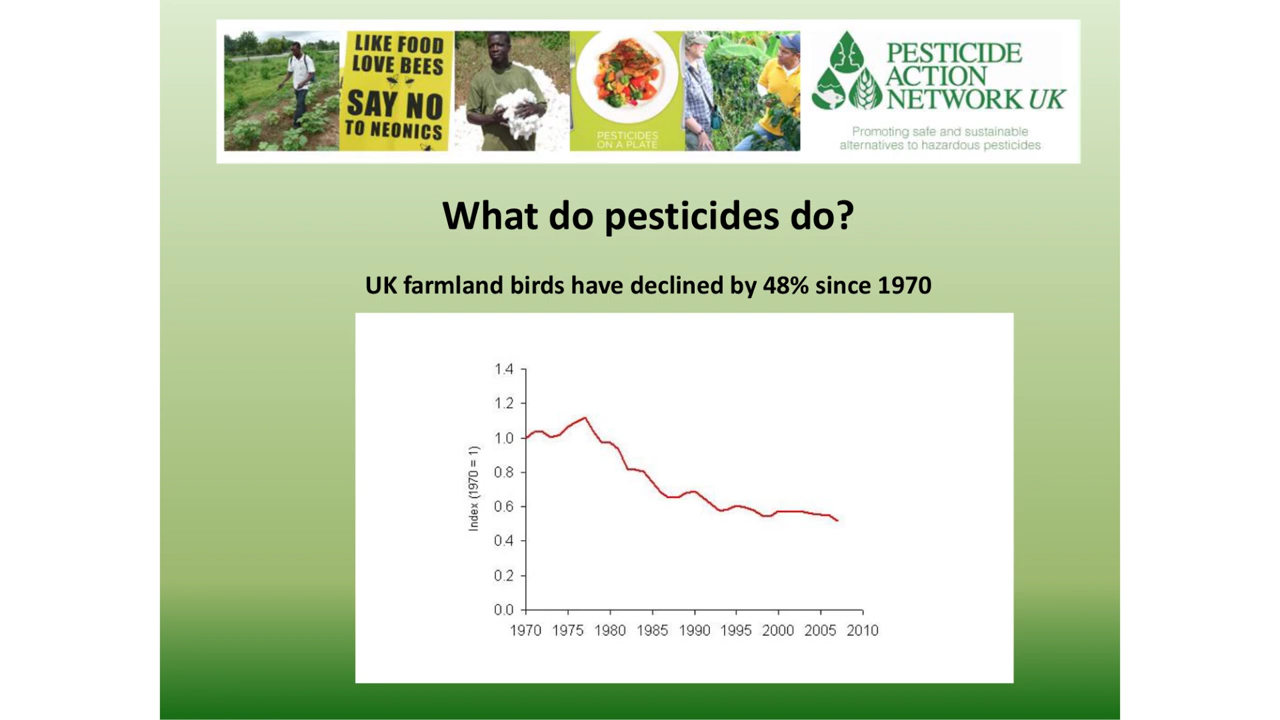 LIKE FOOD
LOVE BEES
SAY NO
TO NEONICS
PESTICIDES
ON A PLATE
PESTICIDE
ACTION
NETWORK UK
Promoting safe and sustainable
alternatives to hazardous pesticides
What do pesticides do?
UK farmland birds have declined by 48% since 1970
Index (1970 = 1)
1.4
1.2
1.0
0.8
0.6
0.4
0.2
0.0
1970 1975 1980 1985 1990 1995 2000 2005 2010